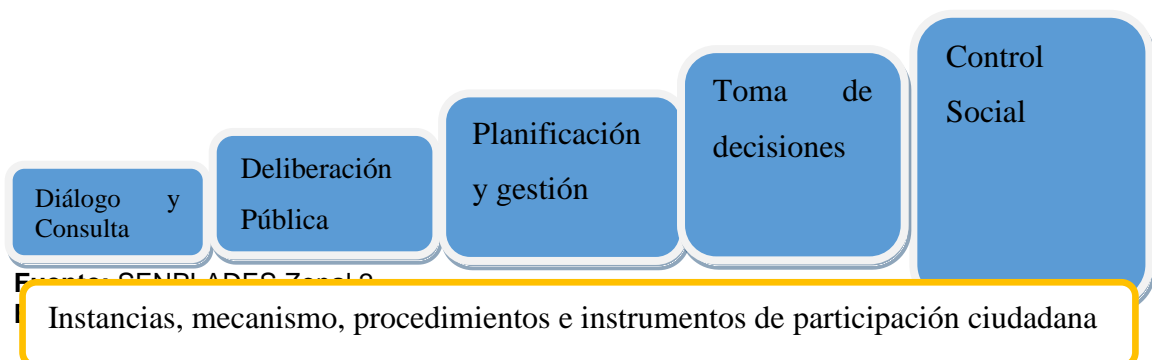 Control
Social
Toma de
decisiones
Planificación
y gestión
Deliberación
Pública
Diálogo y
Consulta
Instancias, mecanismo, procedimientos e instrumentos de participación ciudadana